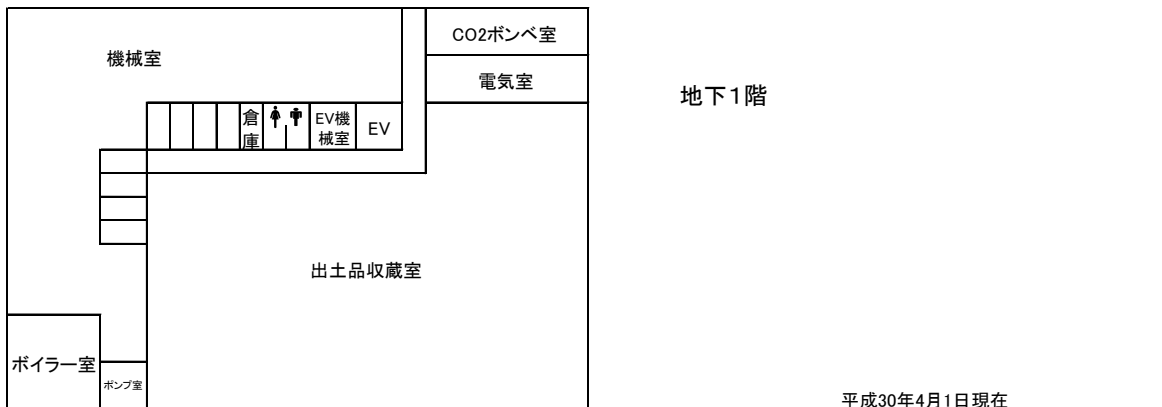 CO2ボンベ室
機械室
電気室
地下1階
倉
庫
EV機
械室
EV
出土品収蔵室
ボイラー室
ポンプ室
平成30年4月1日現在